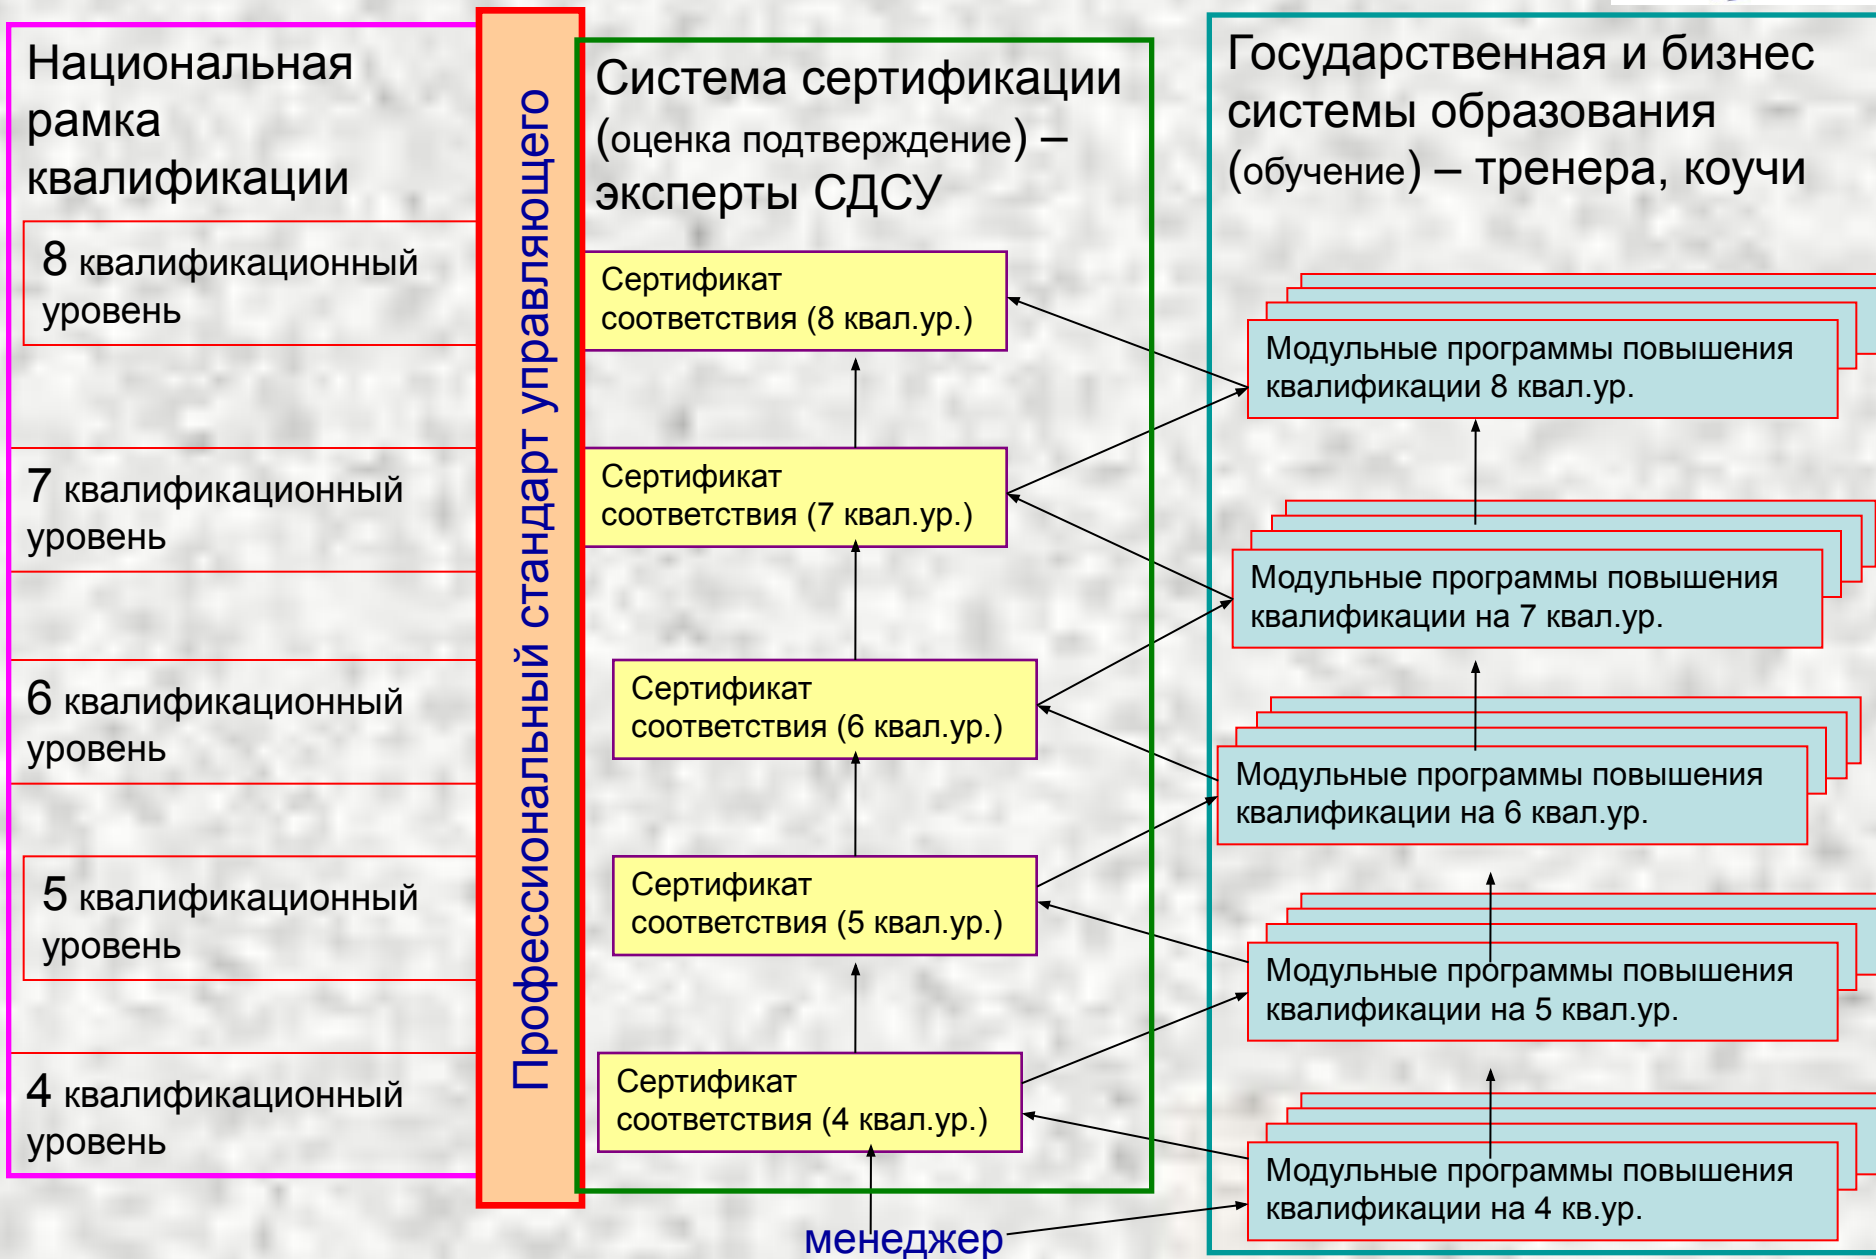 Национальная
рамка
квалификации
8 квалификационный
уровень
7 квалификационный
уровень
6 квалификационный
уровень
5 квалификационный
уровень
4 квалификационный
уровень
Профессиональный стандарт управляющего
Система сертификации
(оценка подтверждение) –
эксперты СДСУ
Сертификат
соответствия (8 квал.ур.)
Сертификат
соответствия (7 квал.ур.)
Сертификат
соответствия (6 квал.ур.)
Сертификат
соответствия (5 квал.ур.)
Сертификат
соответствия (4 квал.ур.)
менеджер
Государственная и бизнес
системы образования
(обучение) – тренера, коучи
Модульные программы повышения
квалификации 8 квал.ур.
Модульные программы повышения
квалификации на 7 квал.ур.
Модульные программы повышения
квалификации на 6 квал.ур.
Модульные программы повышения
квалификации на 5 квал.ур.
Модульные программы повышения
квалификации на 4 кв.ур.